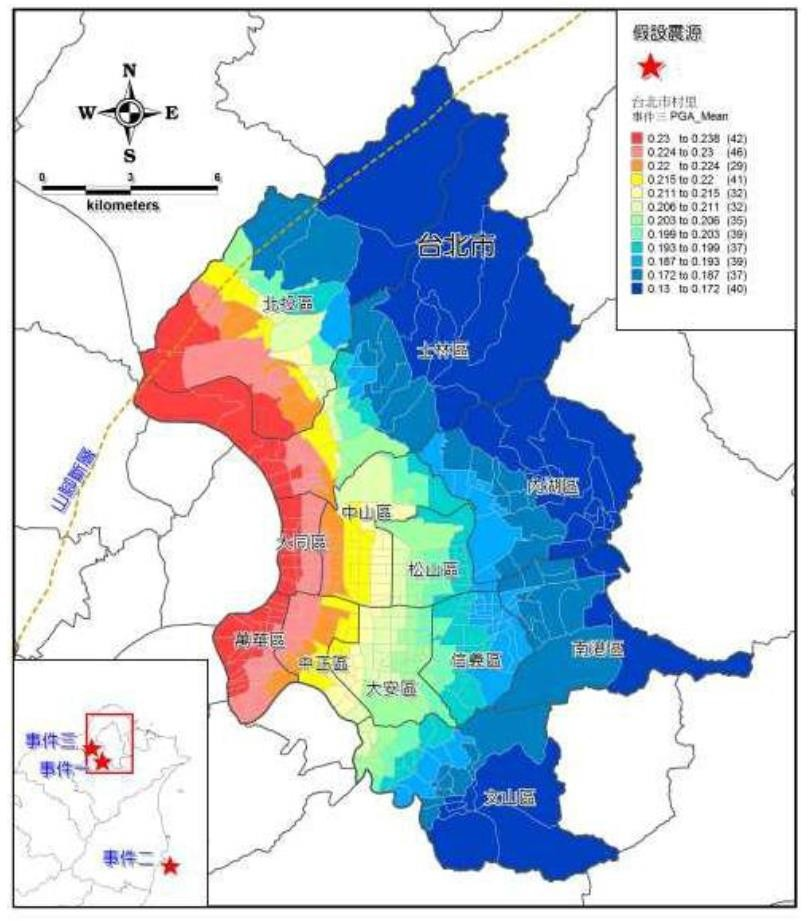 假設震源
台北市村里
事件三 PGA_Mean
0.23 to 0.238 (42)
0.224 to 0.23 (46)
0.22 to 0.224 (29)
0.215 to 0.22 (41)
0.211 to 0.215 (32)
0.206 to 0.211 (32)
0.203 to 0.206 (35)
0.199 to 0.203 (39)
0.193 to 0.199 (37)
0.187 to 0.193 (39)
0.172 to 0.187 (37)
0.13 to 0.172 (40)
N
W E
S
0 3 6
kilometers
台北市
北投區
士林區
山腳斷層
內湖區
中山區
大同區
松山區
萬華區
中正區
信義區
南港區
大安區
文山區
事件三
事件一
事件二